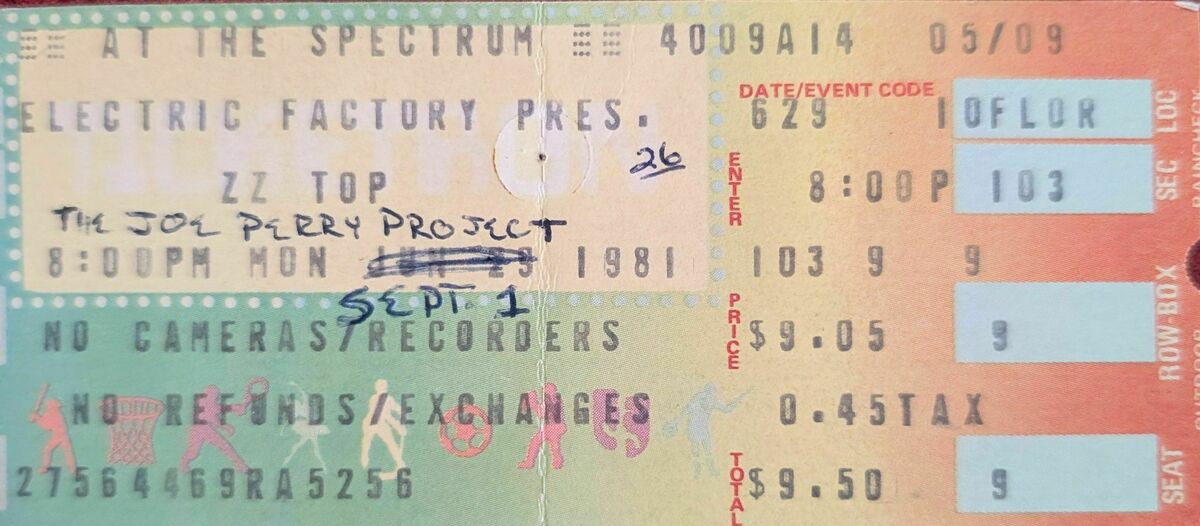 AT THE SPECTRUM 4009A14 05/09
DATE/EVENT CODE
ELECTRIC FACTORY PRES. 629 10FLOR LOC
26
ZZ TOP ENTER 8:00P 103 SEC
THE JOE PERRY PROJECT
8:00PM MON JUN 29 1981 103 9 9
SEPT. 1
NO CAMERAS/RECORDERS PRICE $9.05 9 ROW-BOX
NO REFUNDS/EXCHANGES 0.45TAX
27564469RA5256 TOTAL $9.50 9 SEAT